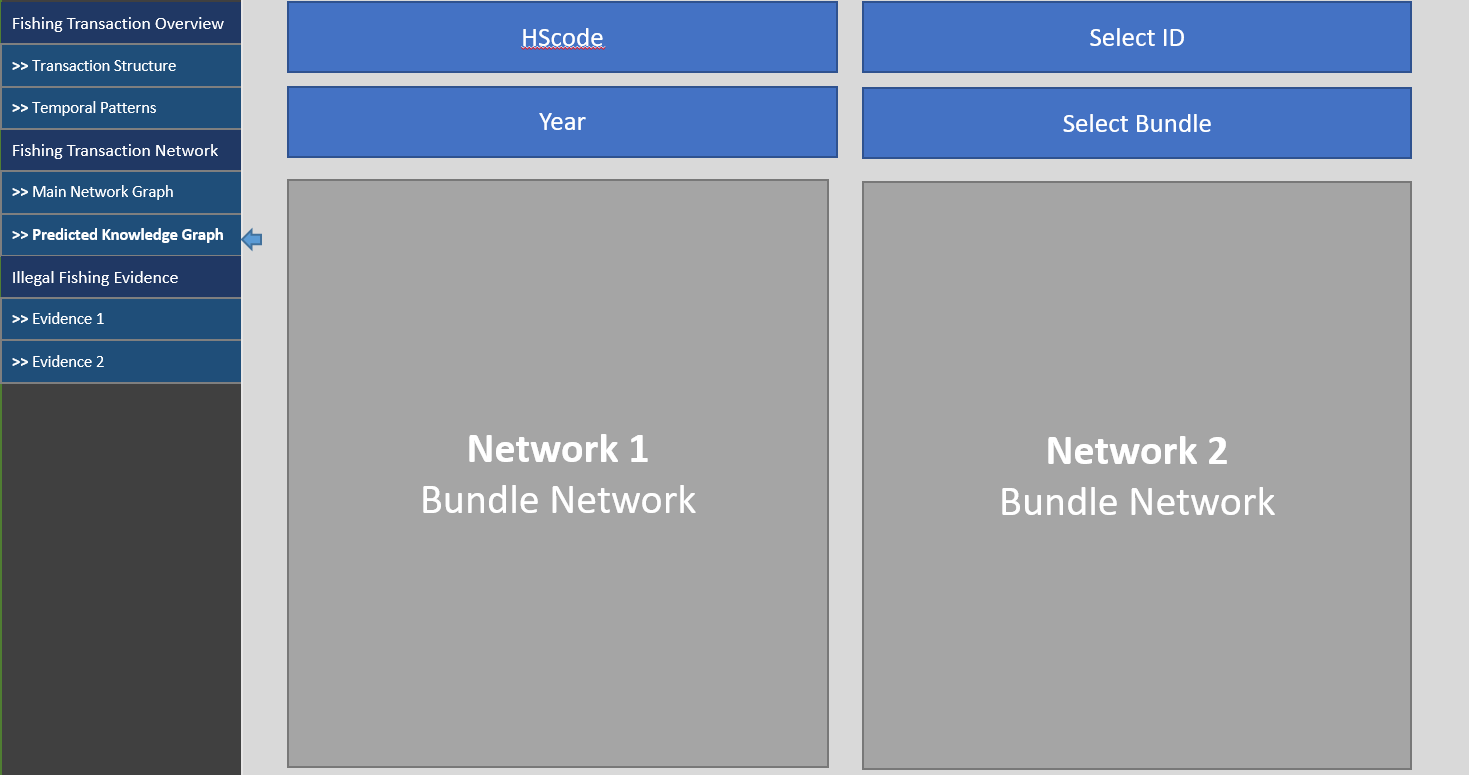 Fishing Transaction Overview
>> Transaction Structure
>> Temporal Patterns
Fishing Transaction Network
>> Main Network Graph
>> Predicted Knowledge Graph
Illegal Fishing Evidence
>> Evidence 1
>> Evidence 2
HScode
Year
Select ID
Select Bundle
Network 1
Bundle Network
Network 2
Bundle Network